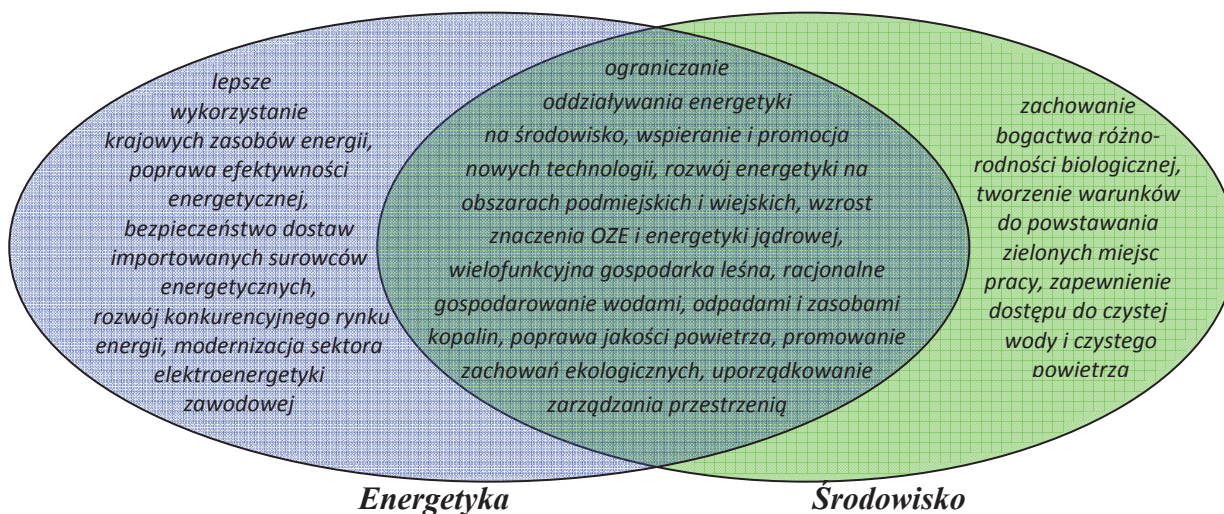 lepsze
wykorzystanie
krajowych zasobów energii,
poprawa efektywności
energetycznej,
bezpieczeństwo dostaw
importowanych surowców
energetycznych,
rozwój konkurencyjnego rynku
energii, modernizacja sektora
elektroenergetyki
zawodowej
ograniczanie
oddziaływania energetyki
na środowisko, wspieranie i promocja
nowych technologii, rozwój energetyki na
obszarach podmiejskich i wiejskich, wzrost
znaczenia OZE i energetyki jądrowej,
wielofunkcyjna gospodarka leśna, racjonalne
gospodarowanie wodami, odpadami i zasobami
kopalin, poprawa jakości powietrza, promowanie
zachowań ekologicznych, uporządkowanie
zarządzania przestrzenią
zachowanie
bogactwa różno-
rodności biologicznej,
tworzenie warunków
do powstawania
zielonych miejsc
pracy, zapewnienie
dostępu do czystej
wody i czystego
powietrza
Energetyka
Środowisko